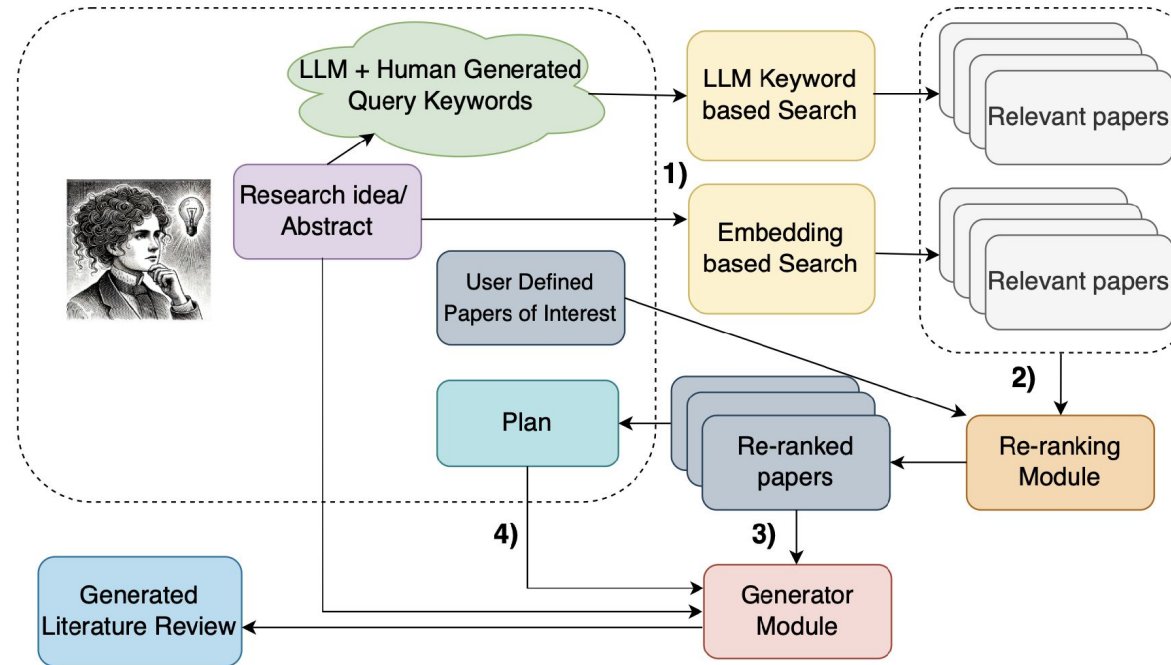 LLM + Human Generated
Query Keywords
LLM Keyword
based Search
Relevant papers
1)
Research idea/
Abstract
Embedding
based Search
Relevant papers
User Defined
Papers of Interest
2)
Plan
Re-ranked
papers
Re-ranking
Module
4)
3)
Generated
Literature Review
Generator
Module